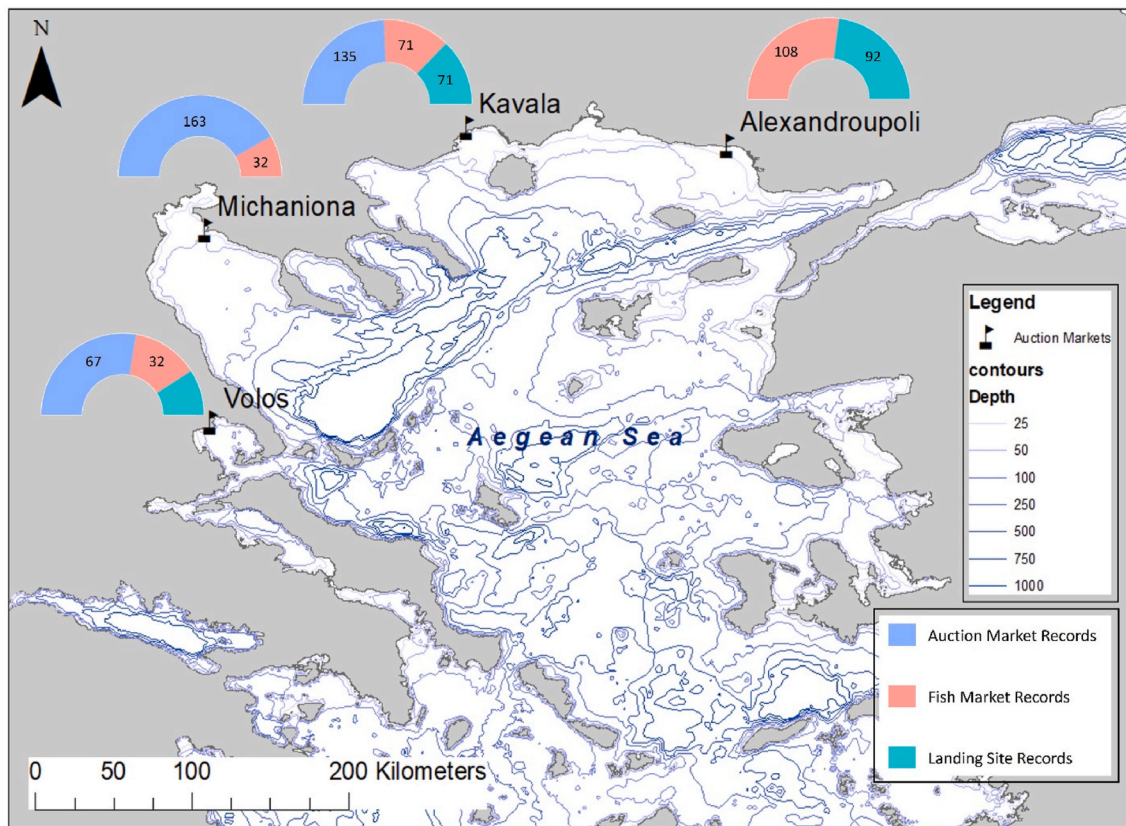 N
135
71
71
Kavala
108
92
Alexandroupoli
163
32
Michaniona
67
32
Volos
Aegean Sea
Legend
Auction Markets
contours
Depth
25
50
100
250
500
750
1000
Auction Market Records
Fish Market Records
Landing Site Records
0 50 100 200 Kilometers